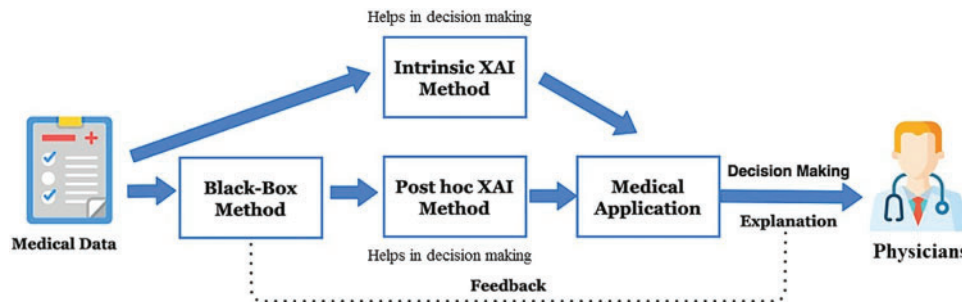 Helps in decision making
Intrinsic XAI
Method
Medical Data
Black-Box
Method
Post hoc XAI
Method
Helps in decision making
Medical
Application
Decision Making
Explanation
Physicians
Feedback